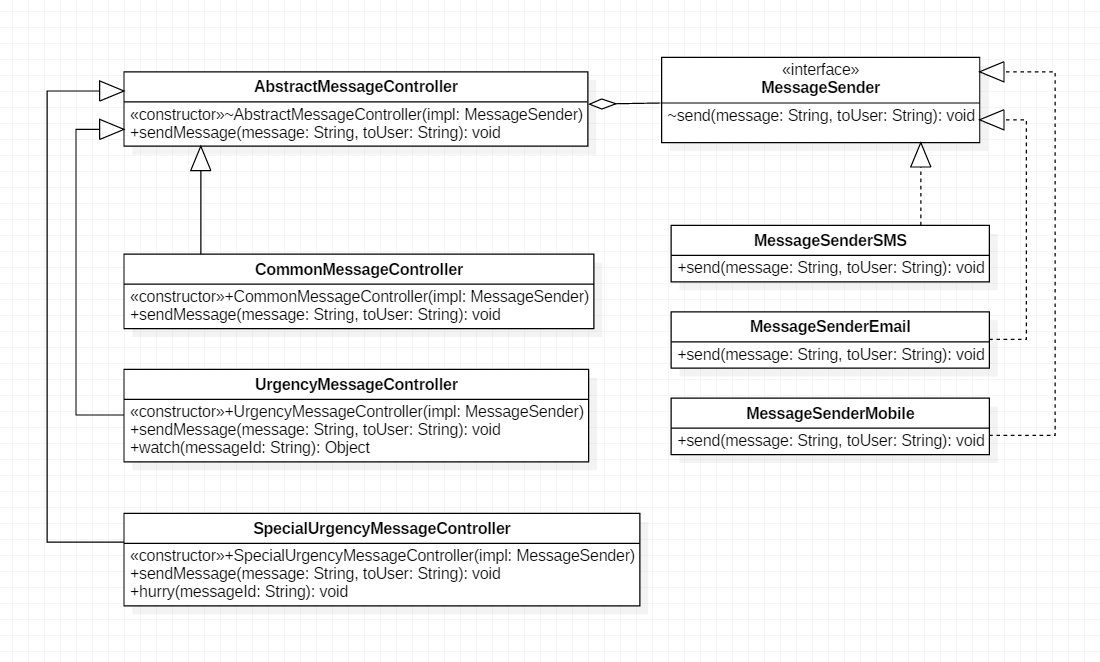 AbstractMessageController
«constructor»~AbstractMessageController(impl: MessageSender)
+sendMessage(message: String, toUser: String): void
«interface»
MessageSender
~send(message: String, toUser: String): void
MessageSenderSMS
+send(message: String, toUser: String): void
CommonMessageController
«constructor»+CommonMessageController(impl: MessageSender)
+sendMessage(message: String, toUser: String): void
MessageSenderEmail
+send(message: String, toUser: String): void
UrgencyMessageController
«constructor»+UrgencyMessageController(impl: MessageSender)
+sendMessage(message: String, toUser: String): void
+watch(messageId: String): Object
MessageSenderMobile
+send(message: String, toUser: String): void
SpecialUrgencyMessageController
«constructor»+SpecialUrgencyMessageController(impl: MessageSender)
+sendMessage(message: String, toUser: String): void
+hurry(messageId: String): void